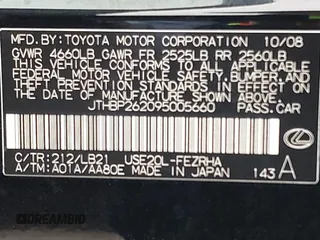 MFD. BY: TOYOTA MOTOR CORPORATION 10/08
GVWR 4660LB GAWR FR 2525LB RR 2560LB
THIS VEHICLE CONFORMS TO ALL APPLICABLE
FEDERAL MOTOR VEHICLE SAFETY, BUMPER, AND
THEFT PREVENTION STANDARDS IN EFFECT ON
THE DATE OF MANUFACTURE SHOWN ABOVE.
JTHBP262095005660 PASS.CAR
C/TR: 212/LB21 USE20L-FEZRHA
A/TM: A01A/AA80E MADE IN JAPAN 143 A
DREAMBID